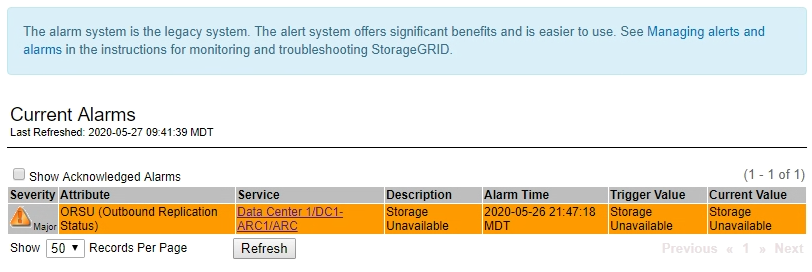 The alarm system is the legacy system. The alert system offers significant benefits and is easier to use. See Managing alerts and
alarms in the instructions for monitoring and troubleshooting StorageGRID.
Current Alarms
Last Refreshed: 2020-05-27 09:41:39 MDT
Show Acknowledged Alarms (1 - 1 of 1)
Severity Attribute Service Description Alarm Time Trigger Value Current Value
ORSU (Outbound Replication Data Center 1/DC1- Storage 2020-05-26 21:47:18 Storage Storage
Major Status) ARC1/ARC Unavailable MDT Unavailable Unavailable
Show 50 Records Per Page Refresh Previous « 1 » Next